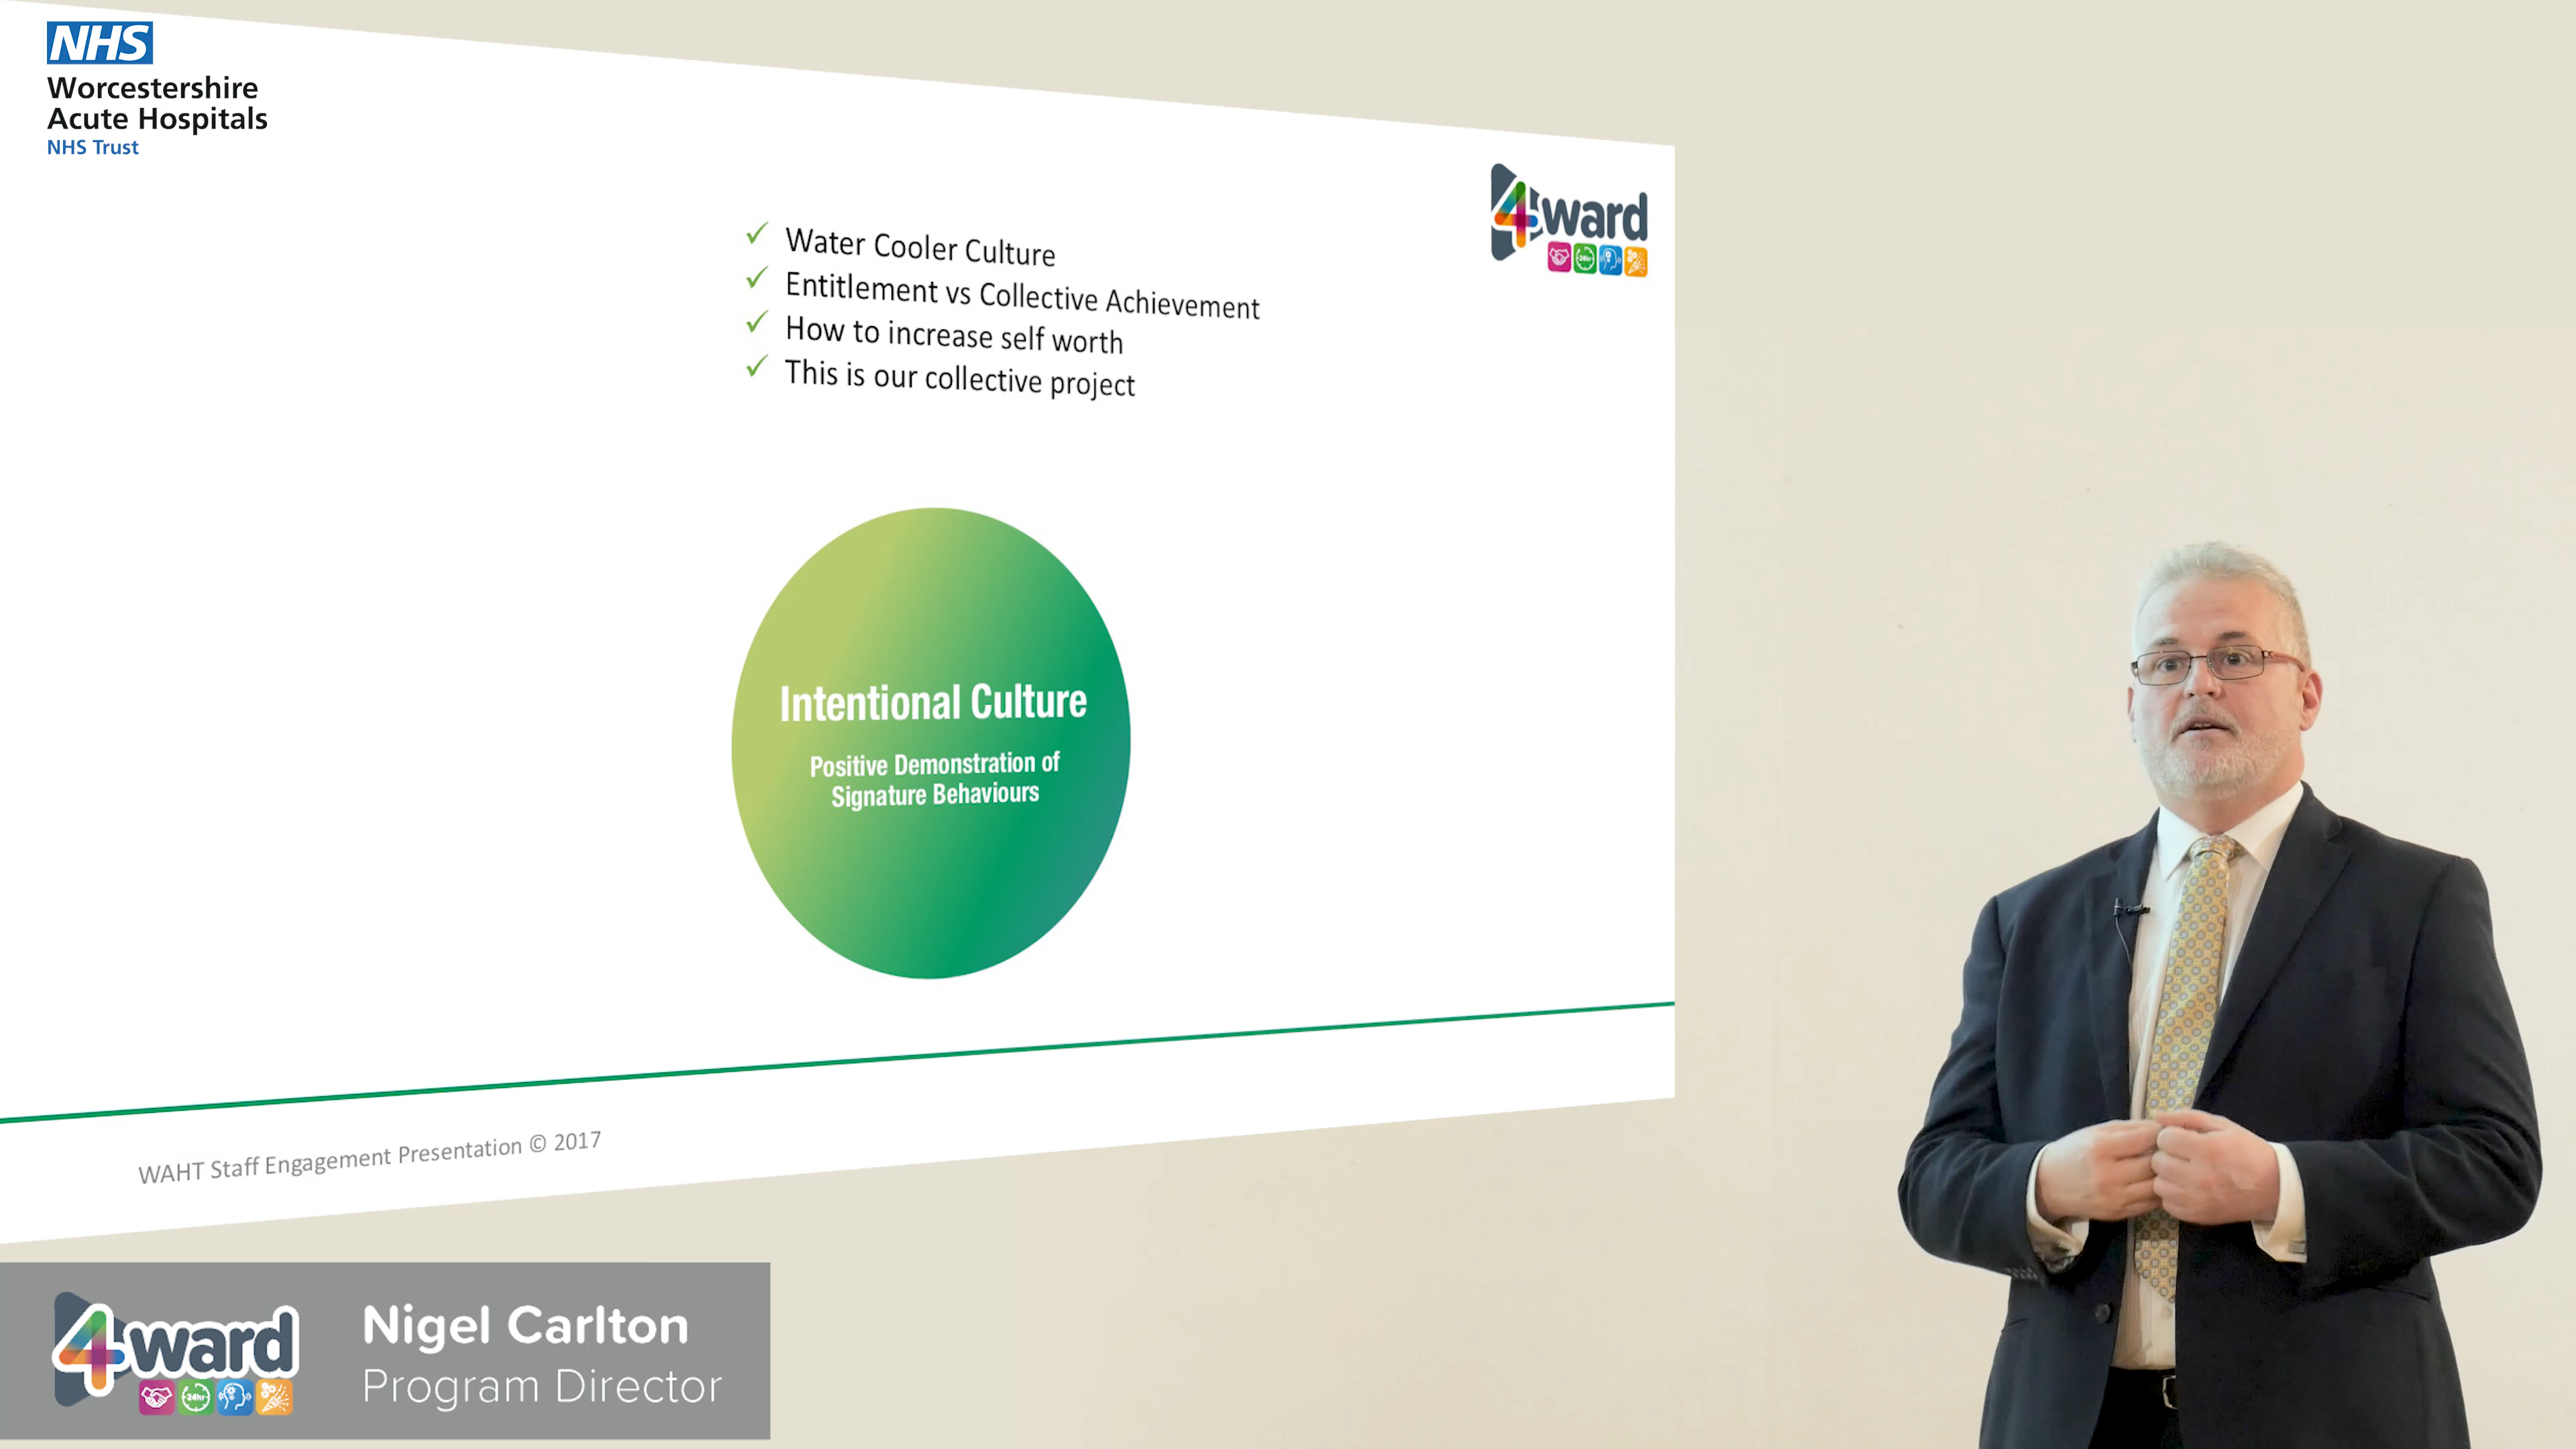 NHS
Worcestershire
Acute Hospitals
NHS Trust
4ward
24hr
✓ Water Cooler Culture
✓ Entitlement vs Collective Achievement
✓ How to increase self worth
✓ This is our collective project
Intentional Culture
Positive Demonstration of
Signature Behaviours
WAHT Staff Engagement Presentation © 2017
4ward
24hr
Nigel Carlton
Program Director